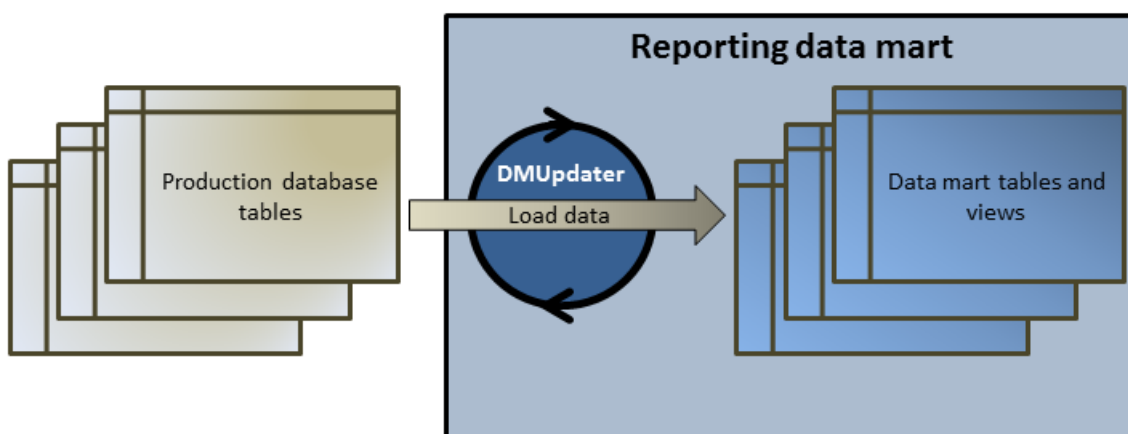 Reporting data mart
Production database
tables
DMUpdater
Load data
Data mart tables and
views